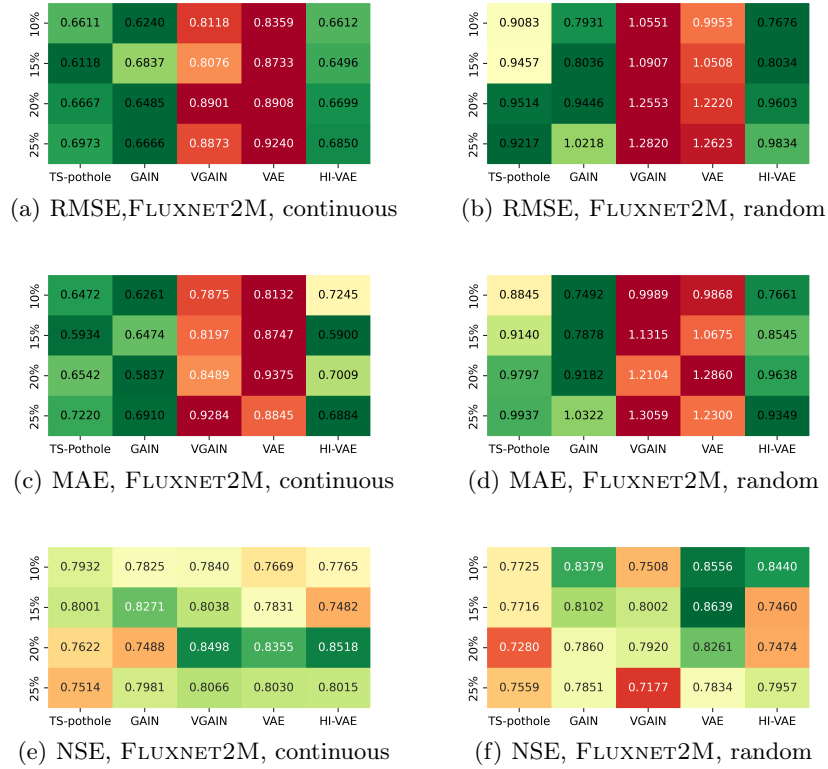 10% 0.6611 0.6240 0.8118 0.8359 0.6612
15% 0.6118 0.6837 0.8076 0.8733 0.6496
20% 0.6667 0.6485 0.8901 0.8908 0.6699
25% 0.6973 0.6666 0.8873 0.9240 0.6850
TS-pothole GAIN VGAIN VAE HI-VAE
(a) RMSE,FLUXNET2M, continuous
10% 0.9083 0.7931 1.0551 0.9953 0.7676
15% 0.9457 0.8036 1.0907 1.0508 0.8034
20% 0.9514 0.9446 1.2553 1.2220 0.9603
25% 0.9217 1.0218 1.2820 1.2623 0.9834
TS-pothole GAIN VGAIN VAE HI-VAE
(b) RMSE, FLUXNET2M, random
10% 0.6472 0.6261 0.7875 0.8132 0.7245
15% 0.5934 0.6474 0.8197 0.8747 0.5900
20% 0.6542 0.5837 0.8489 0.9375 0.7009
25% 0.7220 0.6910 0.9284 0.8845 0.6884
TS-Pothole GAIN VGAIN VAE HI-VAE
(c) MAE, FLUXNET2M, continuous
10% 0.8845 0.7492 0.9989 0.9868 0.7661
15% 0.9140 0.7878 1.1315 1.0675 0.8545
20% 0.9797 0.9182 1.2104 1.2860 0.9638
25% 0.9937 1.0322 1.3059 1.2300 0.9349
TS-Pothole GAIN VGAIN VAE HI-VAE
(d) MAE, FLUXNET2M, random
10% 0.7932 0.7825 0.7840 0.7669 0.7765
15% 0.8001 0.8271 0.8038 0.7831 0.7482
20% 0.7622 0.7488 0.8498 0.8355 0.8518
25% 0.7514 0.7981 0.8066 0.8030 0.8015
TS-pothole GAIN VGAIN VAE HI-VAE
(e) NSE, FLUXNET2M, continuous
10% 0.7725 0.8379 0.7508 0.8556 0.8440
15% 0.7716 0.8102 0.8002 0.8639 0.7460
20% 0.7280 0.7860 0.7920 0.8261 0.7474
25% 0.7559 0.7851 0.7177 0.7834 0.7957
TS-pothole GAIN VGAIN VAE HI-VAE
(f) NSE, FLUXNET2M, random